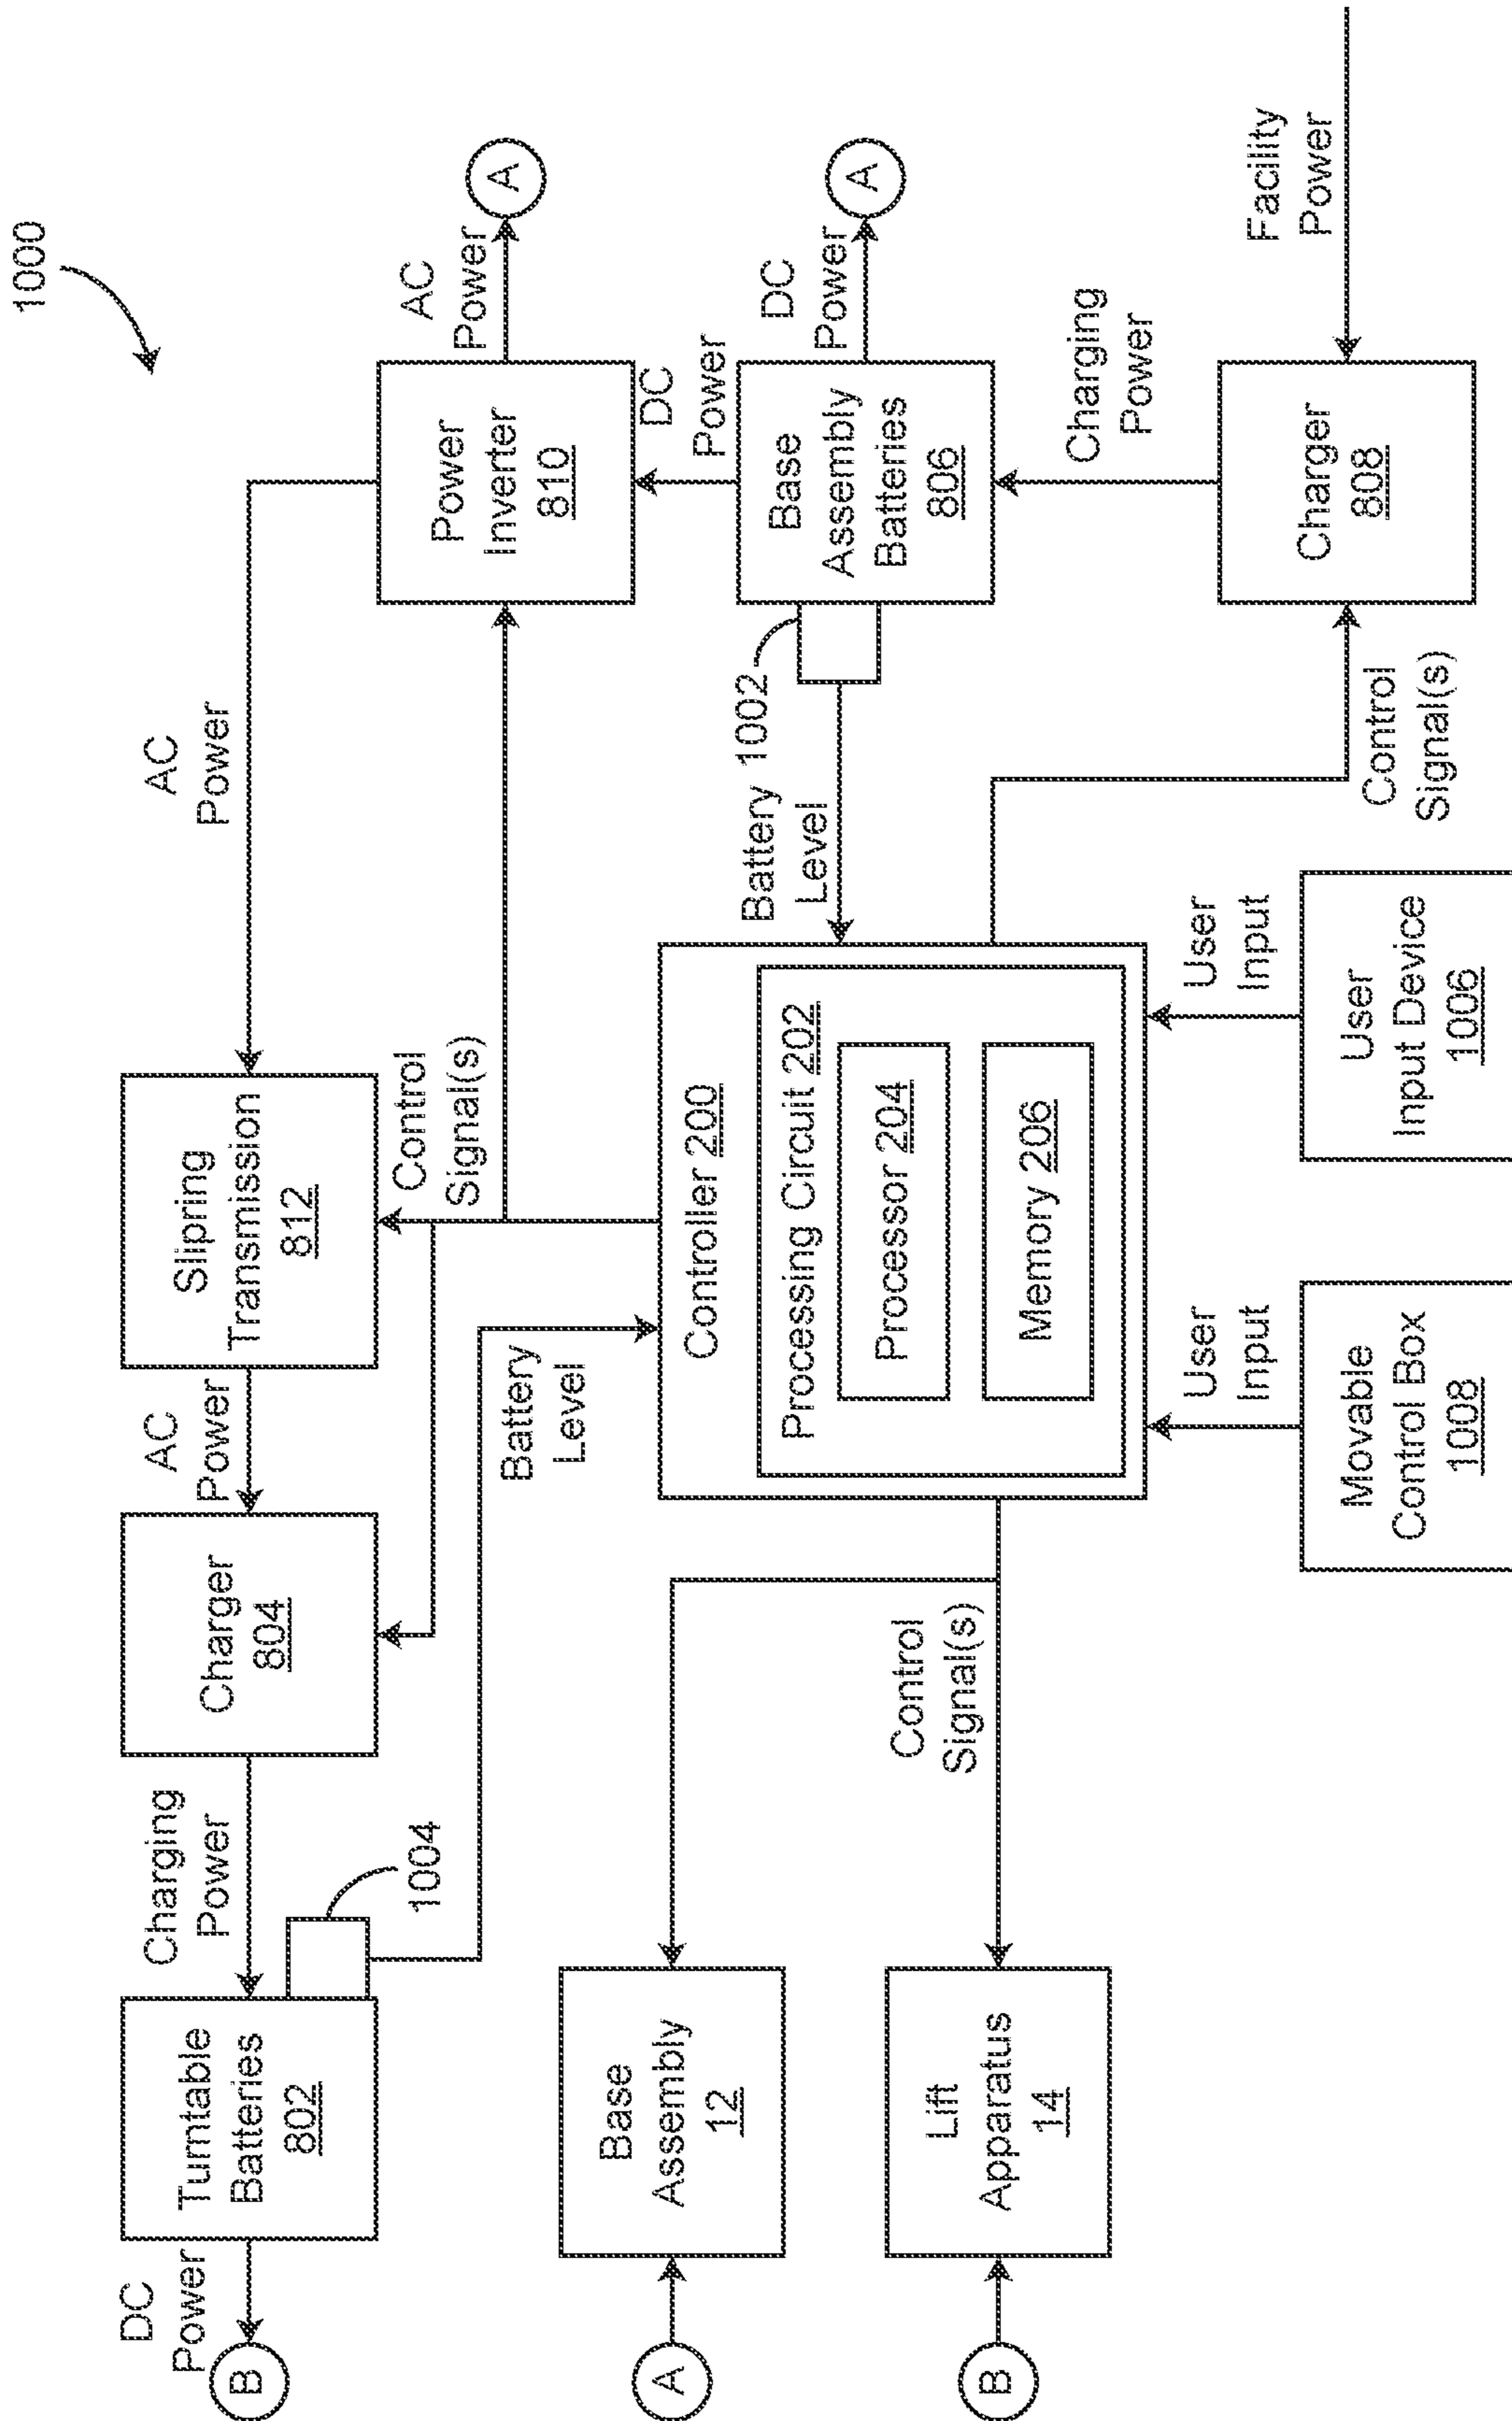 1000
DC
Power
B
Turntable
Batteries
802
1004
Charging
Power
Charger
804
AC
Power
Slipring
Transmission
812
AC
Power
Power
Inverter
810
AC
Power
A
Control
Signal(s)
Battery
Level
DC
Power
Base
Assembly
Batteries
806
1002
DC
Power
A
Battery
Level
A
Base
Assembly
12
B
Lift
Apparatus
14
Control
Signal(s)
Controller 200
Processing Circuit 202
Processor 204
Memory 206
Charging
Power
Charger
808
Facility
Power
Control
Signal(s)
User
Input
Movable
Control Box
1008
User
Input
User
Input Device
1006